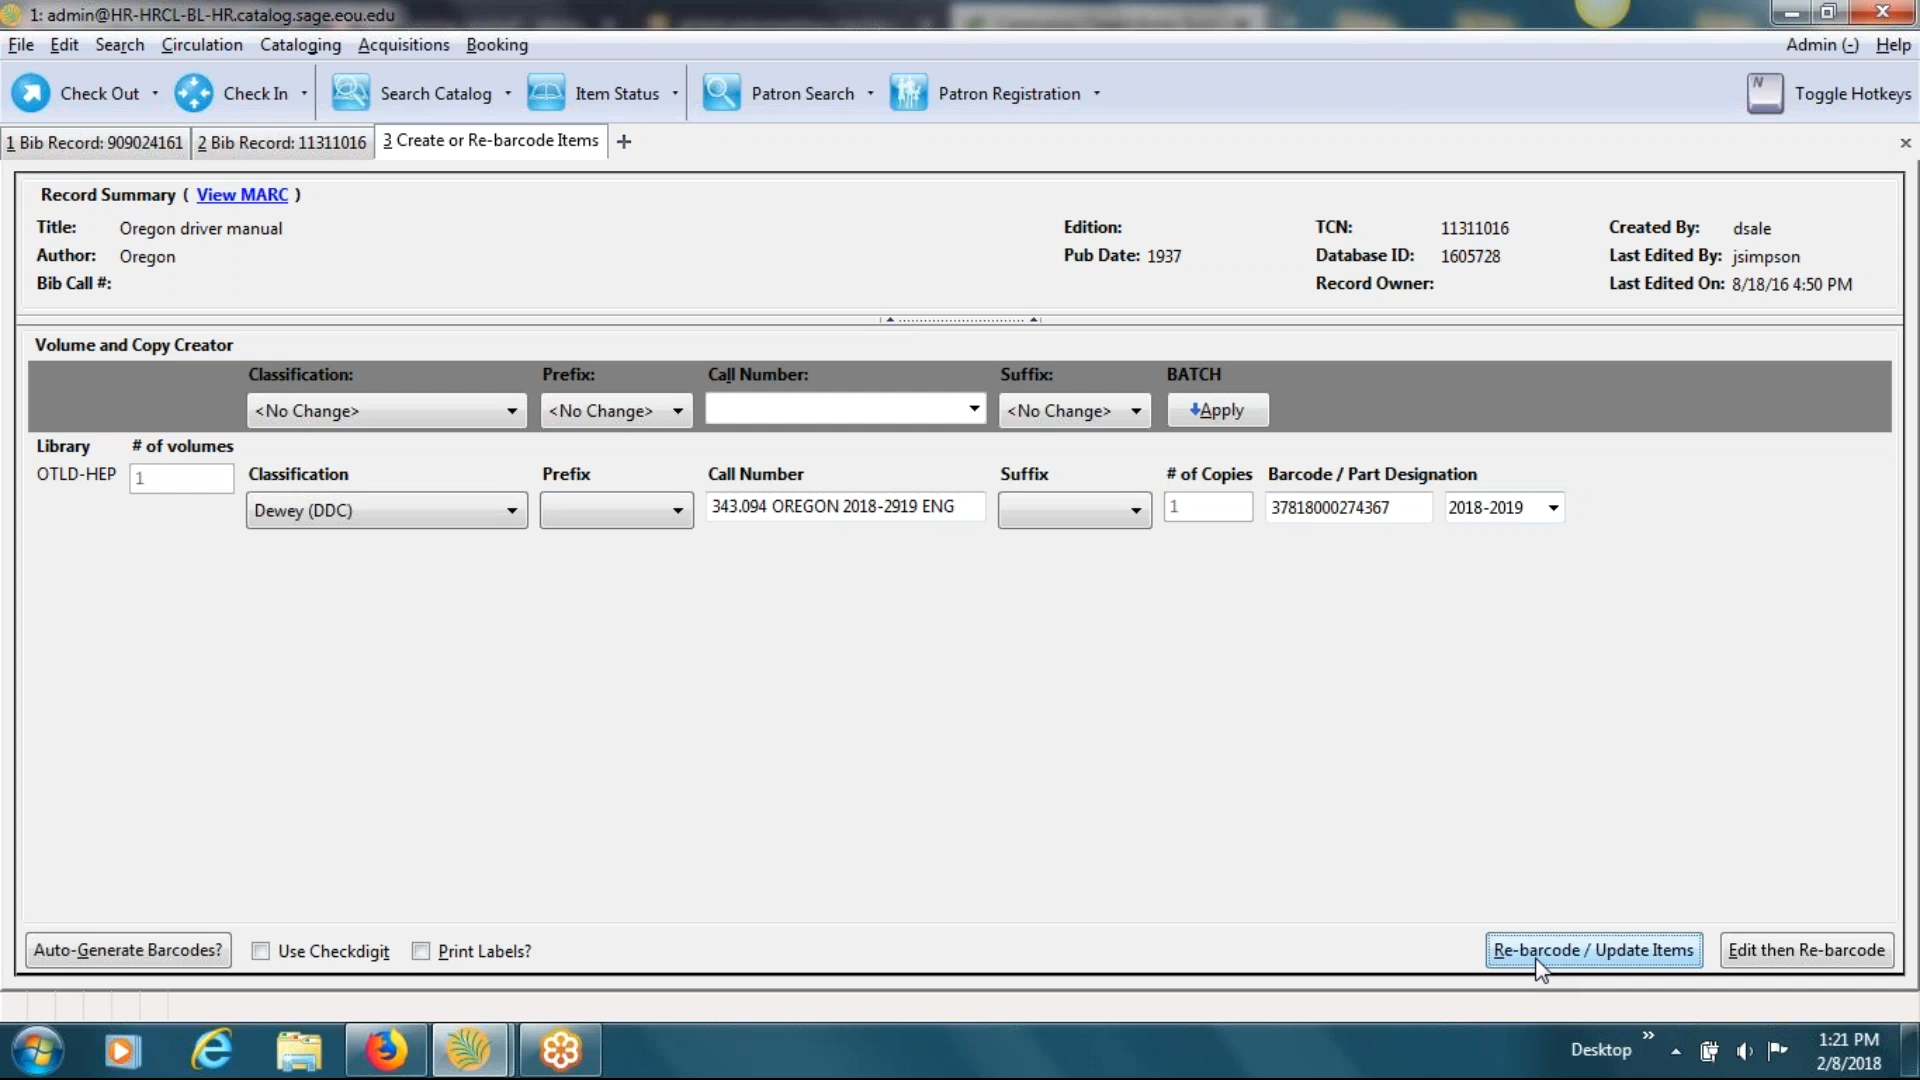 1: admin@HR-HRCL-BL-HR.catalog.sage.eou.edu
File Edit Search Circulation Cataloging Acquisitions Booking Admin (-) Help
Check Out Check In Search Catalog Item Status Patron Search Patron Registration N Toggle Hotkeys
1 Bib Record: 909024161 2 Bib Record: 11311016 3 Create or Re-barcode Items
Record Summary ( View MARC )
Title: Oregon driver manual Edition: TCN: 11311016 Created By: dsale
Author: Oregon Pub Date: 1937 Database ID: 1605728 Last Edited By: jsimpson
Bib Call #: Record Owner: Last Edited On: 8/18/16 4:50 PM
Volume and Copy Creator
Classification: Prefix: Call Number: Suffix: BATCH
<No Change> <No Change> <No Change> Apply
Library # of volumes
OTLD-HEP 1 Classification Prefix Call Number Suffix # of Copies Barcode / Part Designation
Dewey (DDC) 343.094 OREGON 2018-2919 ENG 1 37818000274367 2018-2019
Auto-Generate Barcodes? Use Checkdigit Print Labels? Re-barcode / Update Items Edit then Re-barcode
Desktop 1:21 PM
2/8/2018